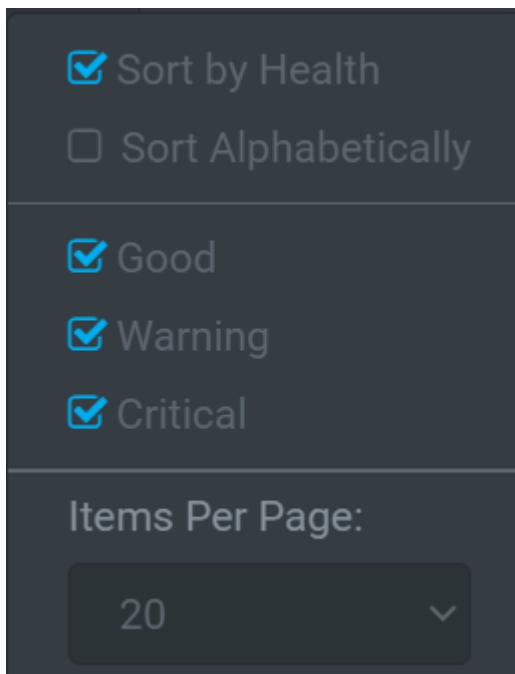 Sort by Health
Sort Alphabetically
Good
Warning
Critical
Items Per Page:
20